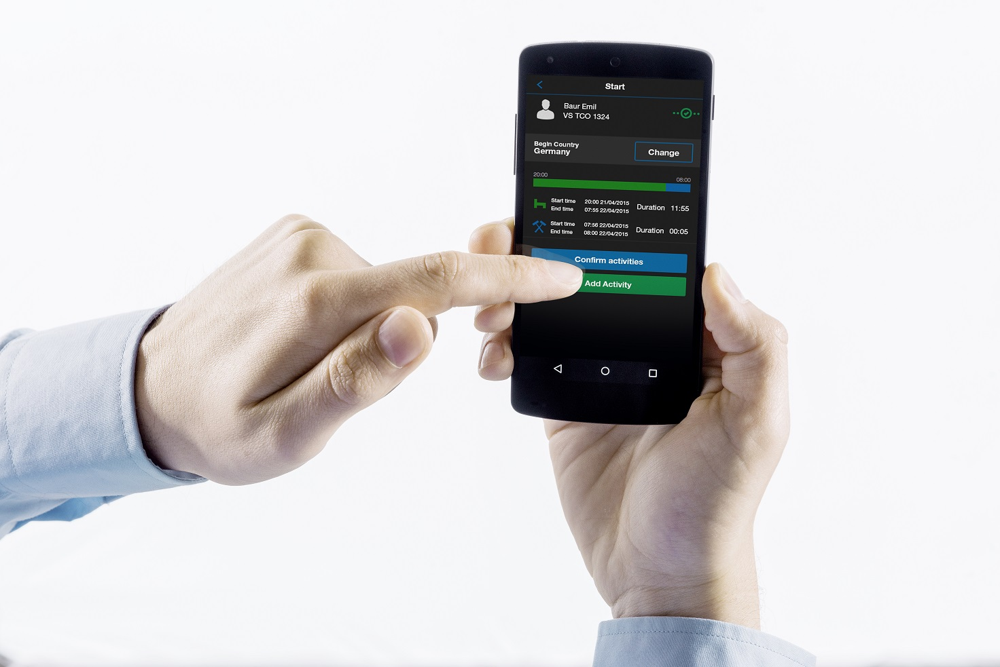 Start
Baur Emil
VS TCO 1324
Begin Country
Germany
Change
20:00 08:00
Start time 20:00 21/04/2015
End time 07:55 22/04/2015
Duration 11:55
Start time 07:56 22/04/2015
End time 08:00 22/04/2015
Duration 00:05
Confirm activities
Add Activity